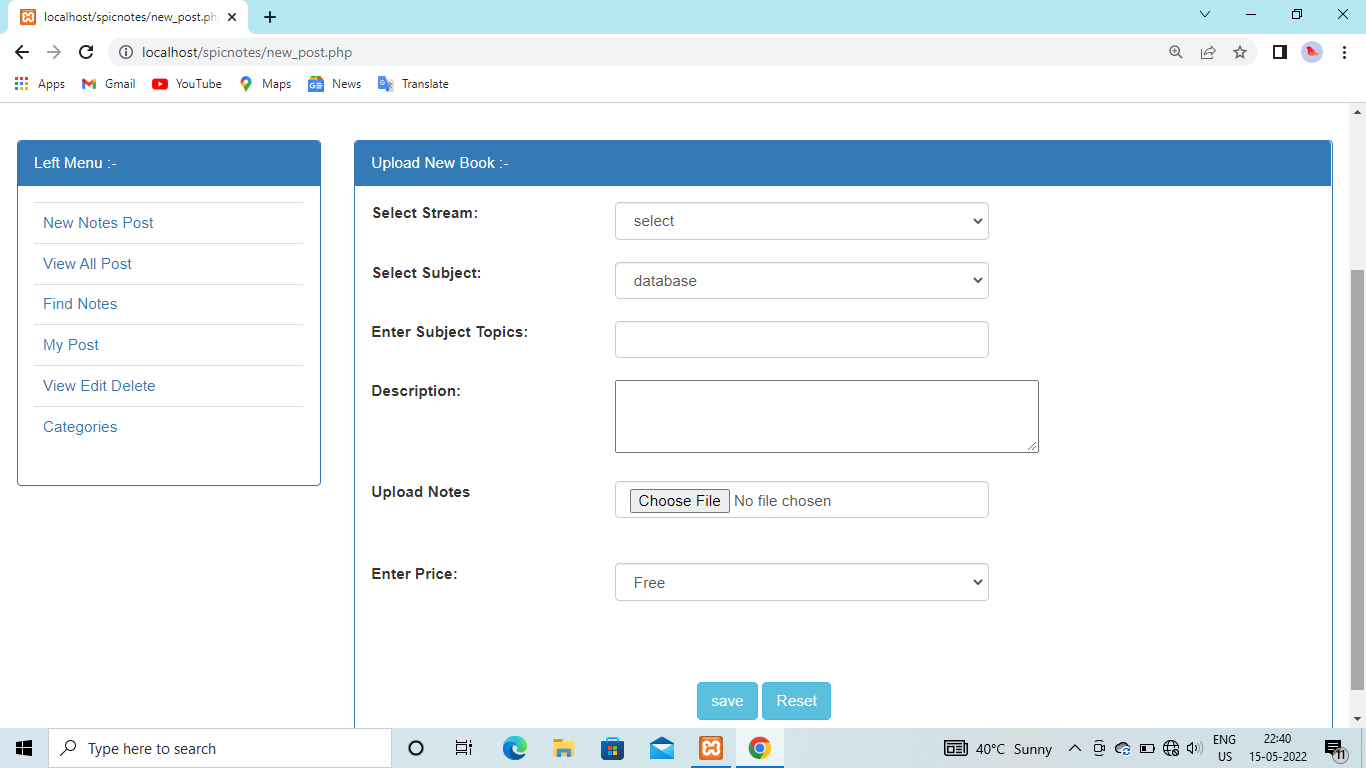 localhost/spicnotes/new_post.ph
localhost/spicnotes/new_post.php
Apps Gmail YouTube Maps News Translate
Left Menu :-
New Notes Post
View All Post
Find Notes
My Post
View Edit Delete
Categories
Upload New Book :-
Select Stream: select
Select Subject: database
Enter Subject Topics:
Description:
Upload Notes Choose File No file chosen
Enter Price: Free
save Reset
Type here to search
40°C Sunny
ENG
US
22:40
15-05-2022
11